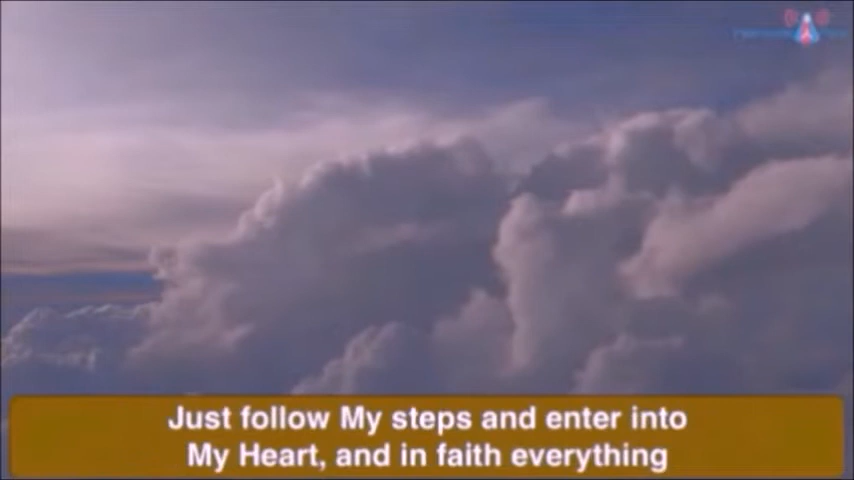 Just follow My steps and enter into
My Heart, and in faith everything